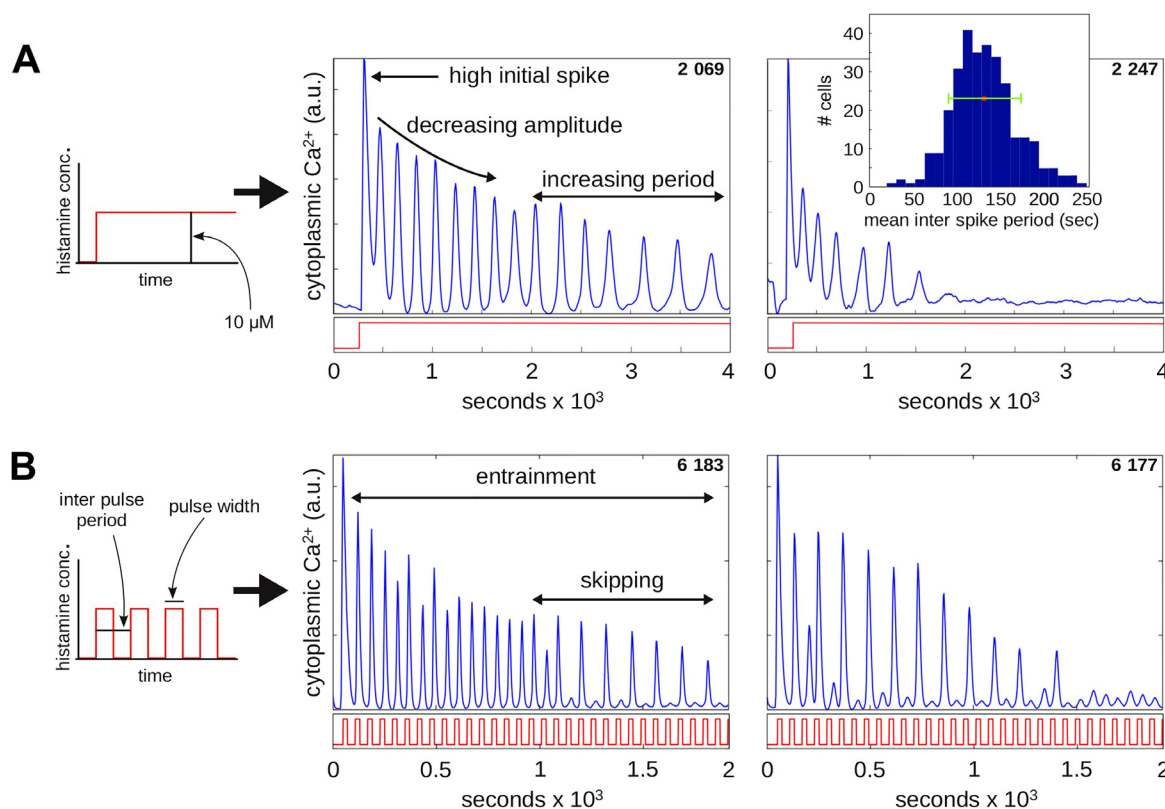 A
histamine conc.
time
10 µM
cytoplasmic Ca²⁺ (a.u.)
2 069
high initial spike
decreasing amplitude
increasing period
0 1 2 3 4
seconds x 10³
2 247
# cells
40
30
20
10
0
0 50 100 150 200 250
mean inter spike period (sec)
0 1 2 3 4
seconds x 10³
B
inter pulse
period
pulse width
histamine conc.
time
cytoplasmic Ca²⁺ (a.u.)
6 183
entrainment
skipping
0 0.5 1 1.5 2
seconds x 10³
6 177
0 0.5 1 1.5 2
seconds x 10³